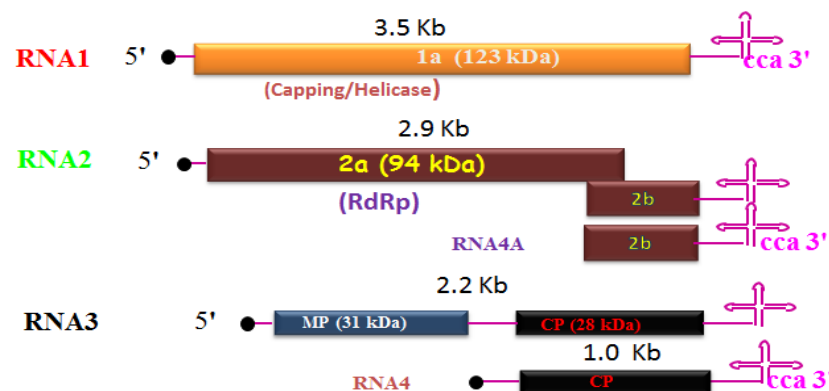 3.5 Kb
RNA1 5' 1a (123 kDa) cca 3'
(Capping/Helicase)
2.9 Kb
RNA2 5' 2a (94 kDa)
(RdRp) 2b
RNA4A 2b cca 3'
2.2 Kb
RNA3 5' MP (31 kDa) CP (28 kDa)
1.0 Kb
RNA4 CP cca 3'